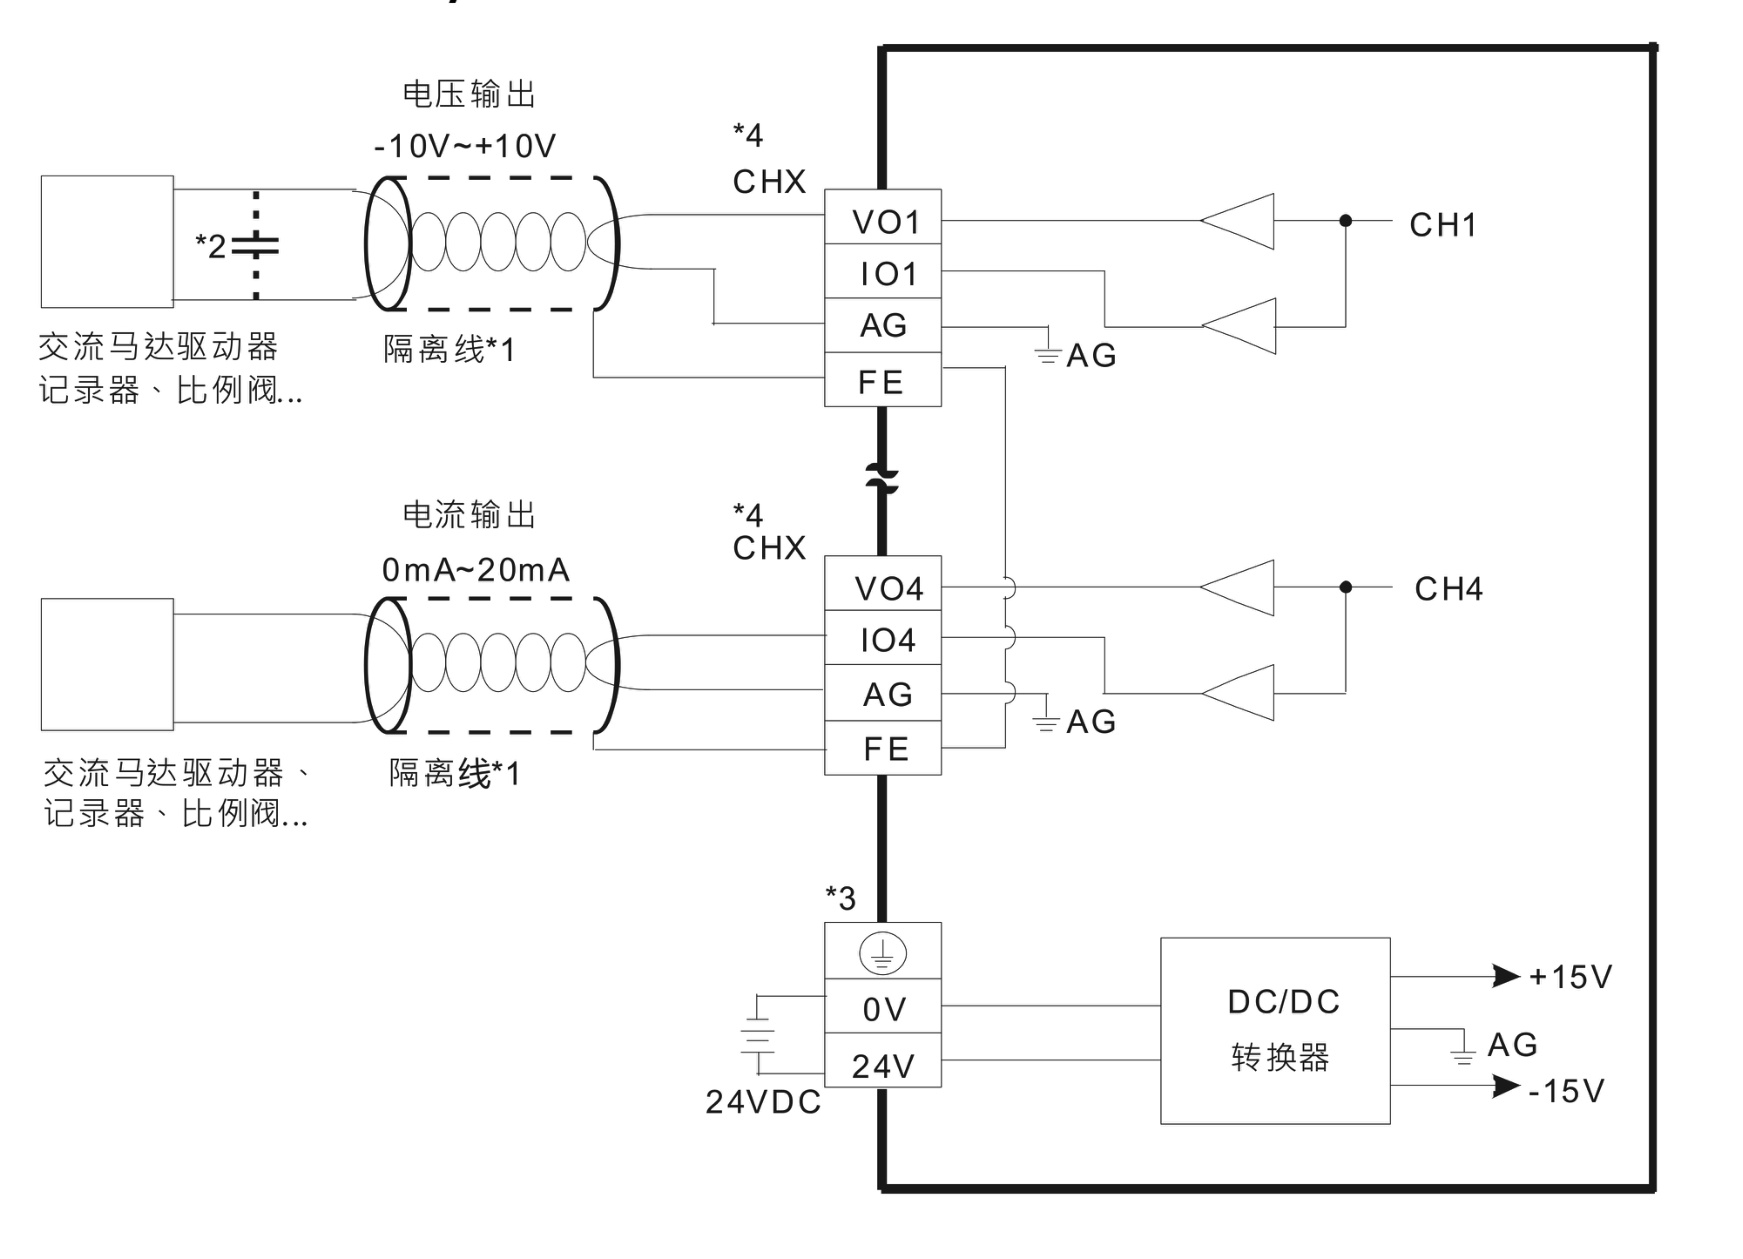 电压输出
-10V~+10V
*4
CHX
*2
交流马达驱动器
记录器、比例阀...
隔离线*1
VO1
IO1
AG
FE
AG
CH1
电流输出
0mA~20mA
*4
CHX
交流马达驱动器、
记录器、比例阀...
隔离线*1
VO4
IO4
AG
FE
AG
CH4
*3
0V
24V
24VDC
DC/DC
转换器
+15V
AG
-15V